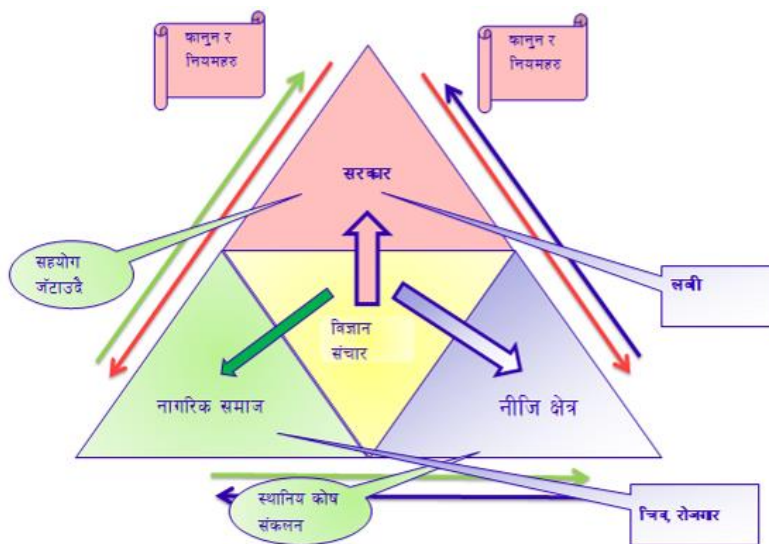 कानुन र
नियमहरु
कानुन र
नियमहरु
सरकार
सहयोग
जॅटाउदै
लबी
विज्ञान
संचार
नागरिक समाज
नीजि क्षेत्र
स्थानिय कोष
संकलन
रोजगार